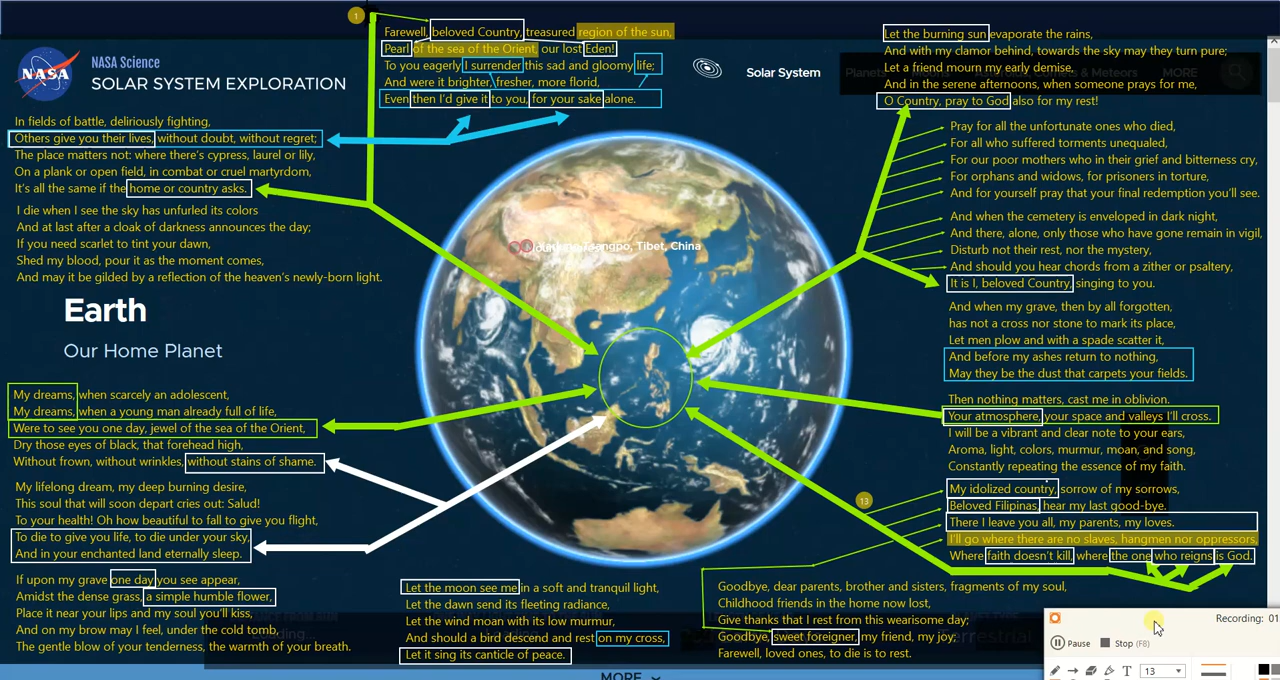 1
NASA
NASA Science
SOLAR SYSTEM EXPLORATION
Farewell, beloved Country, treasured region of the sun,
Pearl of the sea of the Orient, our lost Eden!
To you eagerly I surrender this sad and gloomy life;
And were it brighter, fresher, more florid,
Even then I'd give it to you, for your sake alone.
Solar System
Planets
Moons
Asteroids, Comets & Meteors
MORE
In fields of battle, deliriously fighting,
Others give you their lives, without doubt, without regret;
The place matters not: where there's cypress, laurel or lily,
On a plank or open field, in combat or cruel martyrdom,
It's all the same if the home or country asks.
I die when I see the sky has unfurled its colors
And at last after a cloak of darkness announces the day;
If you need scarlet to tint your dawn,
Shed my blood, pour it as the moment comes,
And may it be gilded by a reflection of the heaven's newly-born light.
Earth
Our Home Planet
My dreams, when scarcely an adolescent,
My dreams, when a young man already full of life,
Were to see you one day, jewel of the sea of the Orient,
Dry those eyes of black, that forehead high,
Without frown, without wrinkles, without stains of shame.
My lifelong dream, my deep burning desire,
This soul that will soon depart cries out: Salud!
To your health! Oh how beautiful to fall to give you flight,
To die to give you life, to die under your sky,
And in your enchanted land eternally sleep.
If upon my grave one day you see appear,
Amidst the dense grass, a simple humble flower,
Place it near your lips and my soul you'll kiss,
And on my brow may I feel, under the cold tomb,
The gentle blow of your tenderness, the warmth of your breath.
Tsangpo, Tibet, China
Let the moon see me in a soft and tranquil light,
Let the dawn send its fleeting radiance,
Let the wind moan with its low murmur,
And should a bird descend and rest on my cross,
Let it sing its canticle of peace.
Let the burning sun evaporate the rains,
And with my clamor behind, towards the sky may they turn pure;
Let a friend mourn my early demise,
And in the serene afternoons, when someone prays for me,
O Country, pray to God also for my rest!
Pray for all the unfortunate ones who died,
For all who suffered torments unequaled,
For our poor mothers who in their grief and bitterness cry,
For orphans and widows, for prisoners in torture,
And for yourself pray that your final redemption you'll see.
And when the cemetery is enveloped in dark night,
And there, alone, only those who have gone remain in vigil,
Disturb not their rest, nor the mystery,
And should you hear chords from a zither or psaltery,
It is I, beloved Country, singing to you.
And when my grave, then by all forgotten,
has not a cross nor stone to mark its place,
Let men plow and with a spade scatter it,
And before my ashes return to nothing,
May they be the dust that carpets your fields.
Then nothing matters, cast me in oblivion.
Your atmosphere, your space and valleys I'll cross.
I will be a vibrant and clear note to your ears,
Aroma, light, colors, murmur, moan, and song,
Constantly repeating the essence of my faith.
13
My idolized country, sorrow of my sorrows,
Beloved Filipinas, hear my last good-bye.
There I leave you all, my parents, my loves.
I'll go where there are no slaves, hangmen nor oppressors,
Where faith doesn't kill, where the one who reigns is God.
Goodbye, dear parents, brother and sisters, fragments of my soul,
Childhood friends in the home now lost,
Give thanks that I rest from this wearisome day;
Goodbye, sweet foreigner, my friend, my joy;
Farewell, loved ones, to die is to rest.
MORE
Recording: 01
Pause
Stop (F8)
T
13